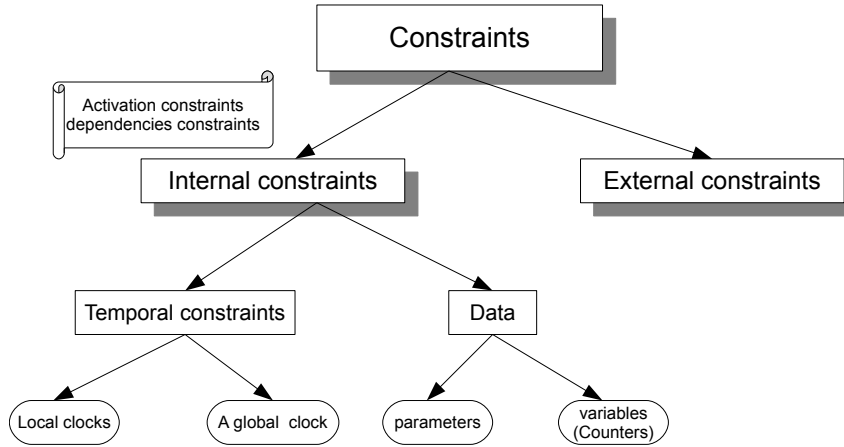 Constraints
Activation constraints
dependencies constraints
Internal constraints
External constraints
Temporal constraints
Data
Local clocks
A global clock
parameters
variables
(Counters)